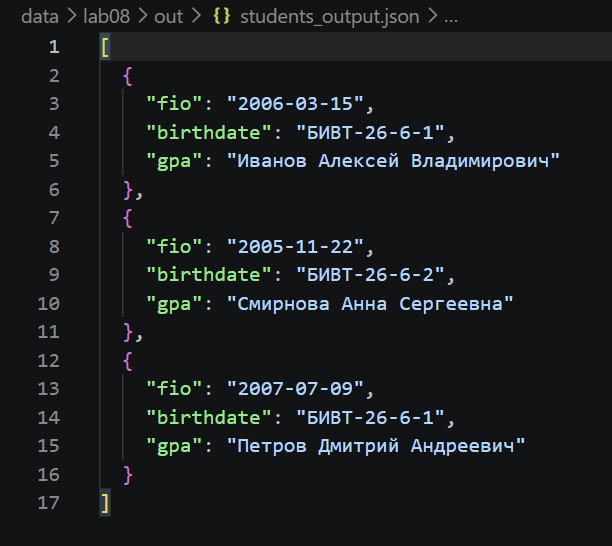 data > lab08 > out > {} students_output.json > ...
1 [
2 {
3 "fio": "2006-03-15",
4 "birthdate": "БИВТ-26-6-1",
5 "gpa": "Иванов Алексей Владимирович"
6 },
7 {
8 "fio": "2005-11-22",
9 "birthdate": "БИВТ-26-6-2",
10 "gpa": "Смирнова Анна Сергеевна"
11 },
12 {
13 "fio": "2007-07-09",
14 "birthdate": "БИВТ-26-6-1",
15 "gpa": "Петров Дмитрий Андреевич"
16 }
17 ]